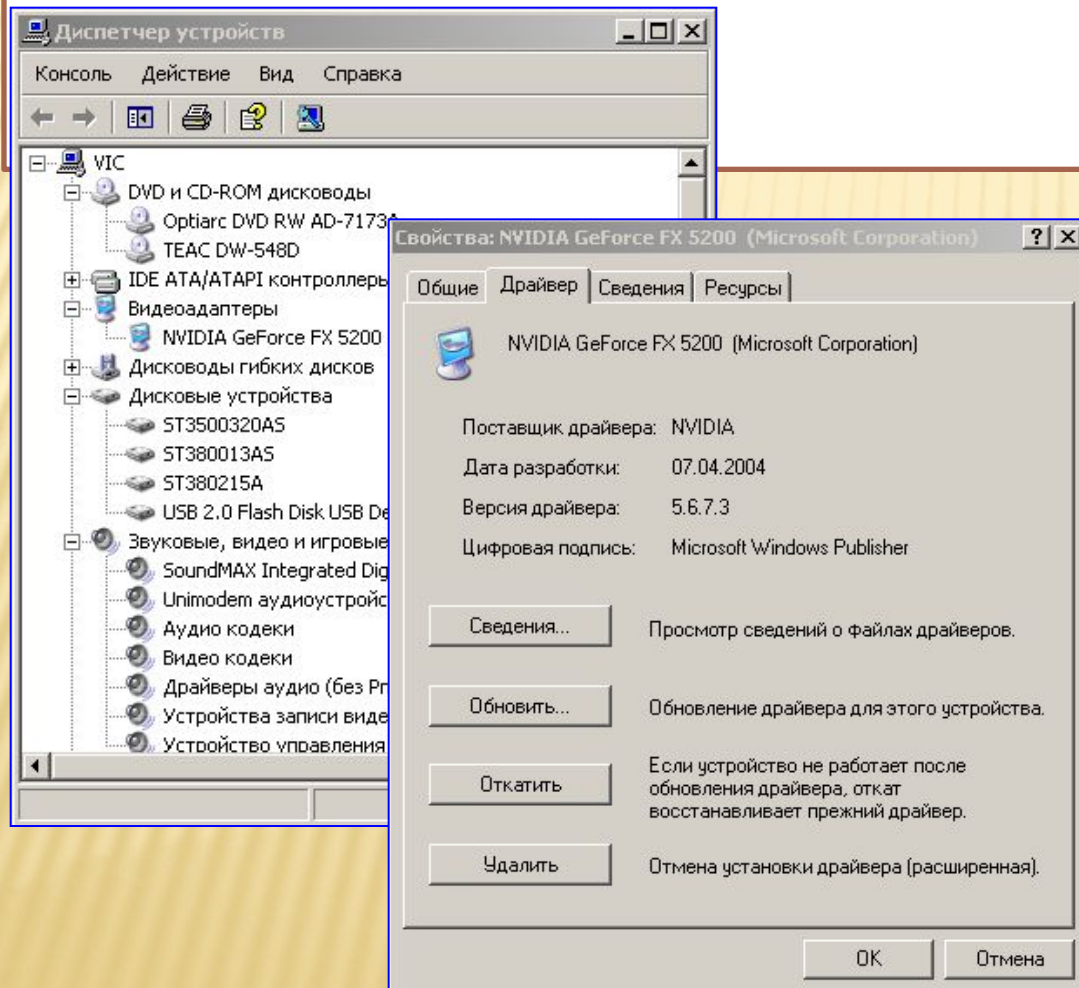 Диспетчер устройств
Консоль Действие Вид Справка
VIC
DVD и CD-ROM дисководы
Optiarc DVD RW AD-7173A
TEAC DW-548D
IDE ATA/ATAPI контроллеры
Видеоадаптеры
NVIDIA GeForce FX 5200
Дисководы гибких дисков
Дисковые устройства
ST3500320AS
ST380013AS
ST380215A
USB 2.0 Flash Disk USB De
Звуковые, видео и игровые
SoundMAX Integrated Dig
Unimodem аудиоустройс
Аудио кодеки
Видео кодеки
Драйверы аудио (без Pn
Устройства записи виде
Устройство управления
Свойства: NVIDIA GeForce FX 5200 (Microsoft Corporation)
Общие Драйвер Сведения Ресурсы
NVIDIA GeForce FX 5200 (Microsoft Corporation)
Поставщик драйвера: NVIDIA
Дата разработки: 07.04.2004
Версия драйвера: 5.6.7.3
Цифровая подпись: Microsoft Windows Publisher
Сведения... Просмотр сведений о файлах драйверов.
Обновить... Обновление драйвера для этого устройства.
Откатить Если устройство не работает после
обновления драйвера, откат
восстанавливает прежний драйвер.
Удалить Отмена установки драйвера (расширенная).
OK Отмена